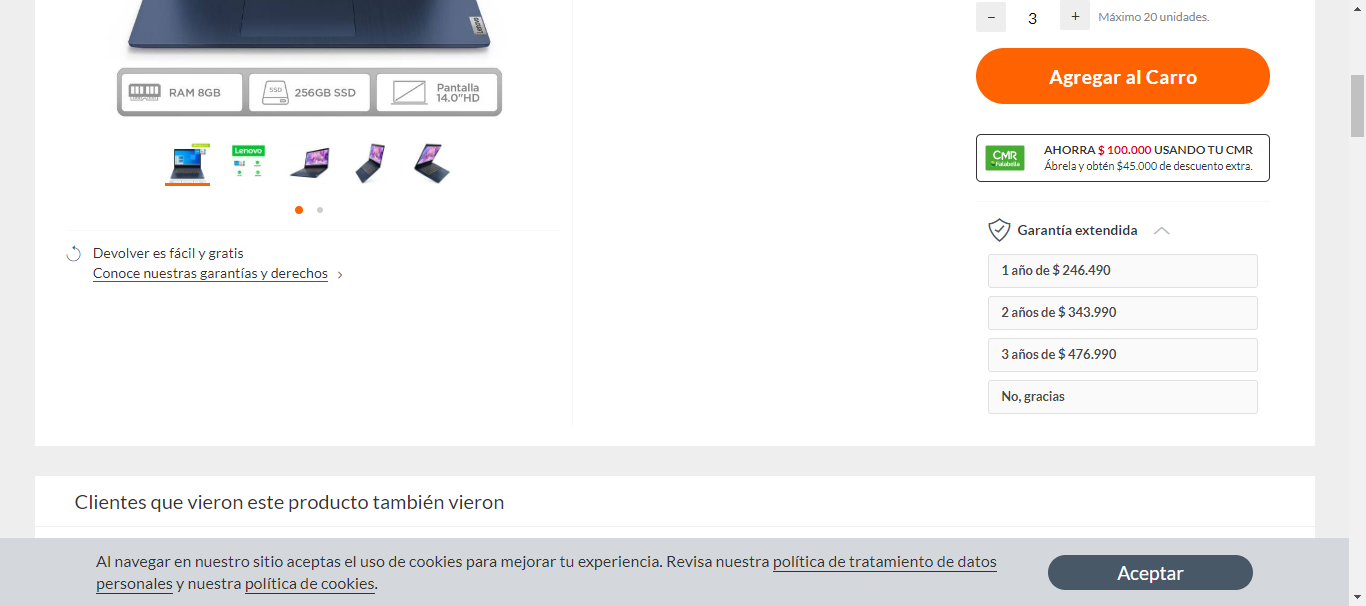 − 3 + Máximo 20 unidades.
Agregar al Carro
Lenovo
RAM 8GB
SSD
256GB SSD
Pantalla
14.0"HD
Lenovo
CMR
Falabella
AHORRA $ 100.000 USANDO TU CMR
Ábrela y obtén $45.000 de descuento extra.
Devolver es fácil y gratis
Conoce nuestras garantías y derechos
Garantía extendida
1 año de $ 246.490
2 años de $ 343.990
3 años de $ 476.990
No, gracias
Clientes que vieron este producto también vieron
Al navegar en nuestro sitio aceptas el uso de cookies para mejorar tu experiencia. Revisa nuestra política de tratamiento de datos
personales y nuestra política de cookies.
Aceptar